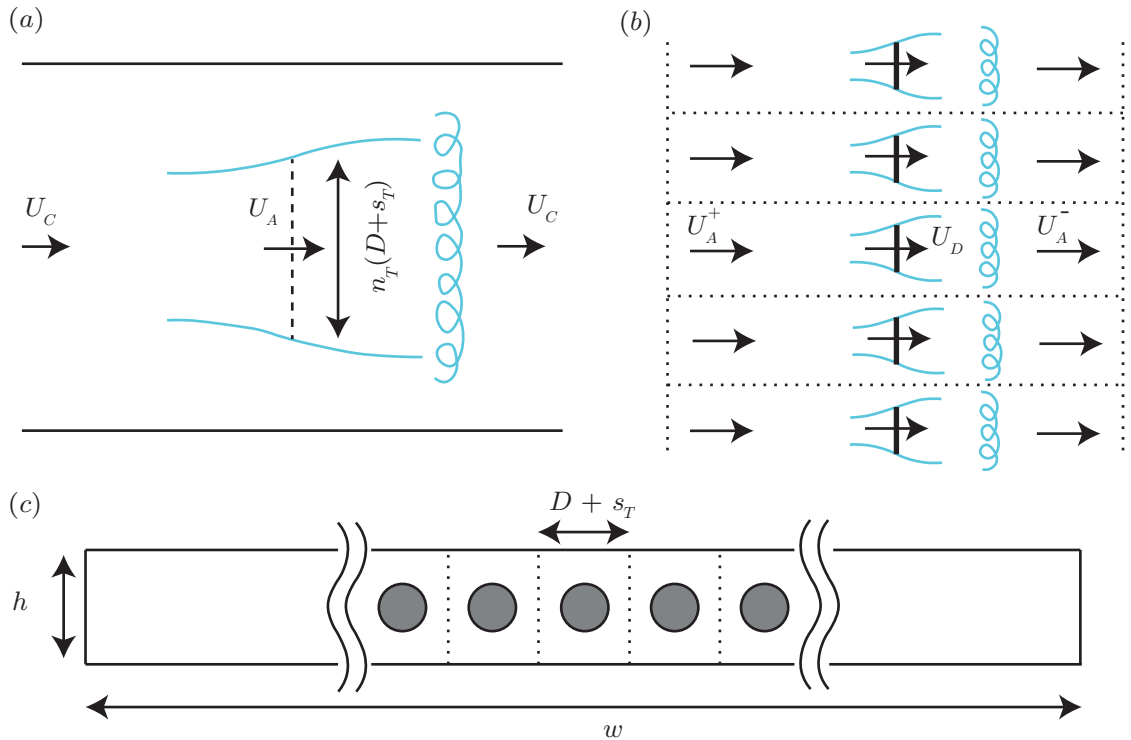 (a)
U_C
U_A
n_T(D+s_T)
U_C
(b)
U_A^+
U_D
U_A^-
(c)
D + s_T
h
w